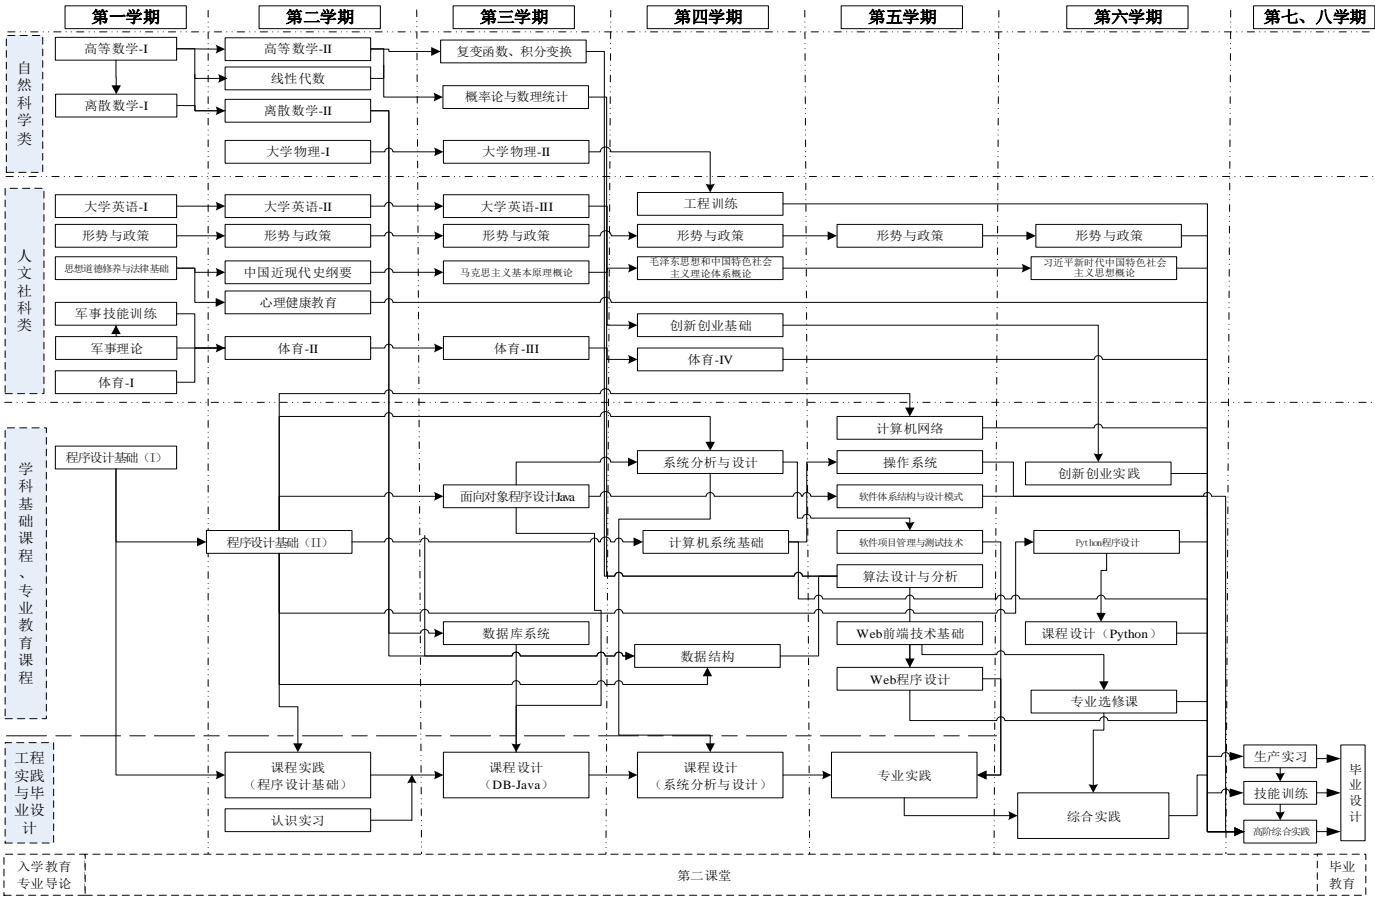 第一学期
第二学期
第三学期
第四学期
第五学期
第六学期
第七、八学期
自然科学类
高等数学-I
高等数学-II
复变函数、积分变换
线性代数
离散数学-I
离散数学-II
概率论与数理统计
大学物理-I
大学物理-II
人文社科类
大学英语-I
大学英语-II
大学英语-III
工程训练
形势与政策
形势与政策
形势与政策
形势与政策
形势与政策
形势与政策
思想道德修养与法律基础
中国近现代史纲要
马克思主义基本原理概论
毛泽东思想和中国特色社会
主义理论体系概论
习近平新时代中国特色社会
主义思想概论
心理健康教育
军事技能训练
创新创业基础
军事理论
体育-II
体育-III
体育-IV
体育-I
学科基础课程、专业教育课程
计算机网络
程序设计基础（I）
系统分析与设计
操作系统
创新创业实践
面向对象程序设计Java
软件体系结构与设计模式
程序设计基础（II）
计算机系统基础
软件项目管理与测试技术
Python程序设计
算法设计与分析
数据库系统
Web前端技术基础
课程设计（Python）
数据结构
Web程序设计
专业选修课
工程
实践
与毕
业设
计
课程实践
（程序设计基础）
课程设计
（DB-Java）
课程设计
（系统分析与设计）
专业实践
综合实践
认识实习
生产实习
技能训练
高阶综合实践
毕业设计
入学教育
专业导论
第二课堂
毕业
教育